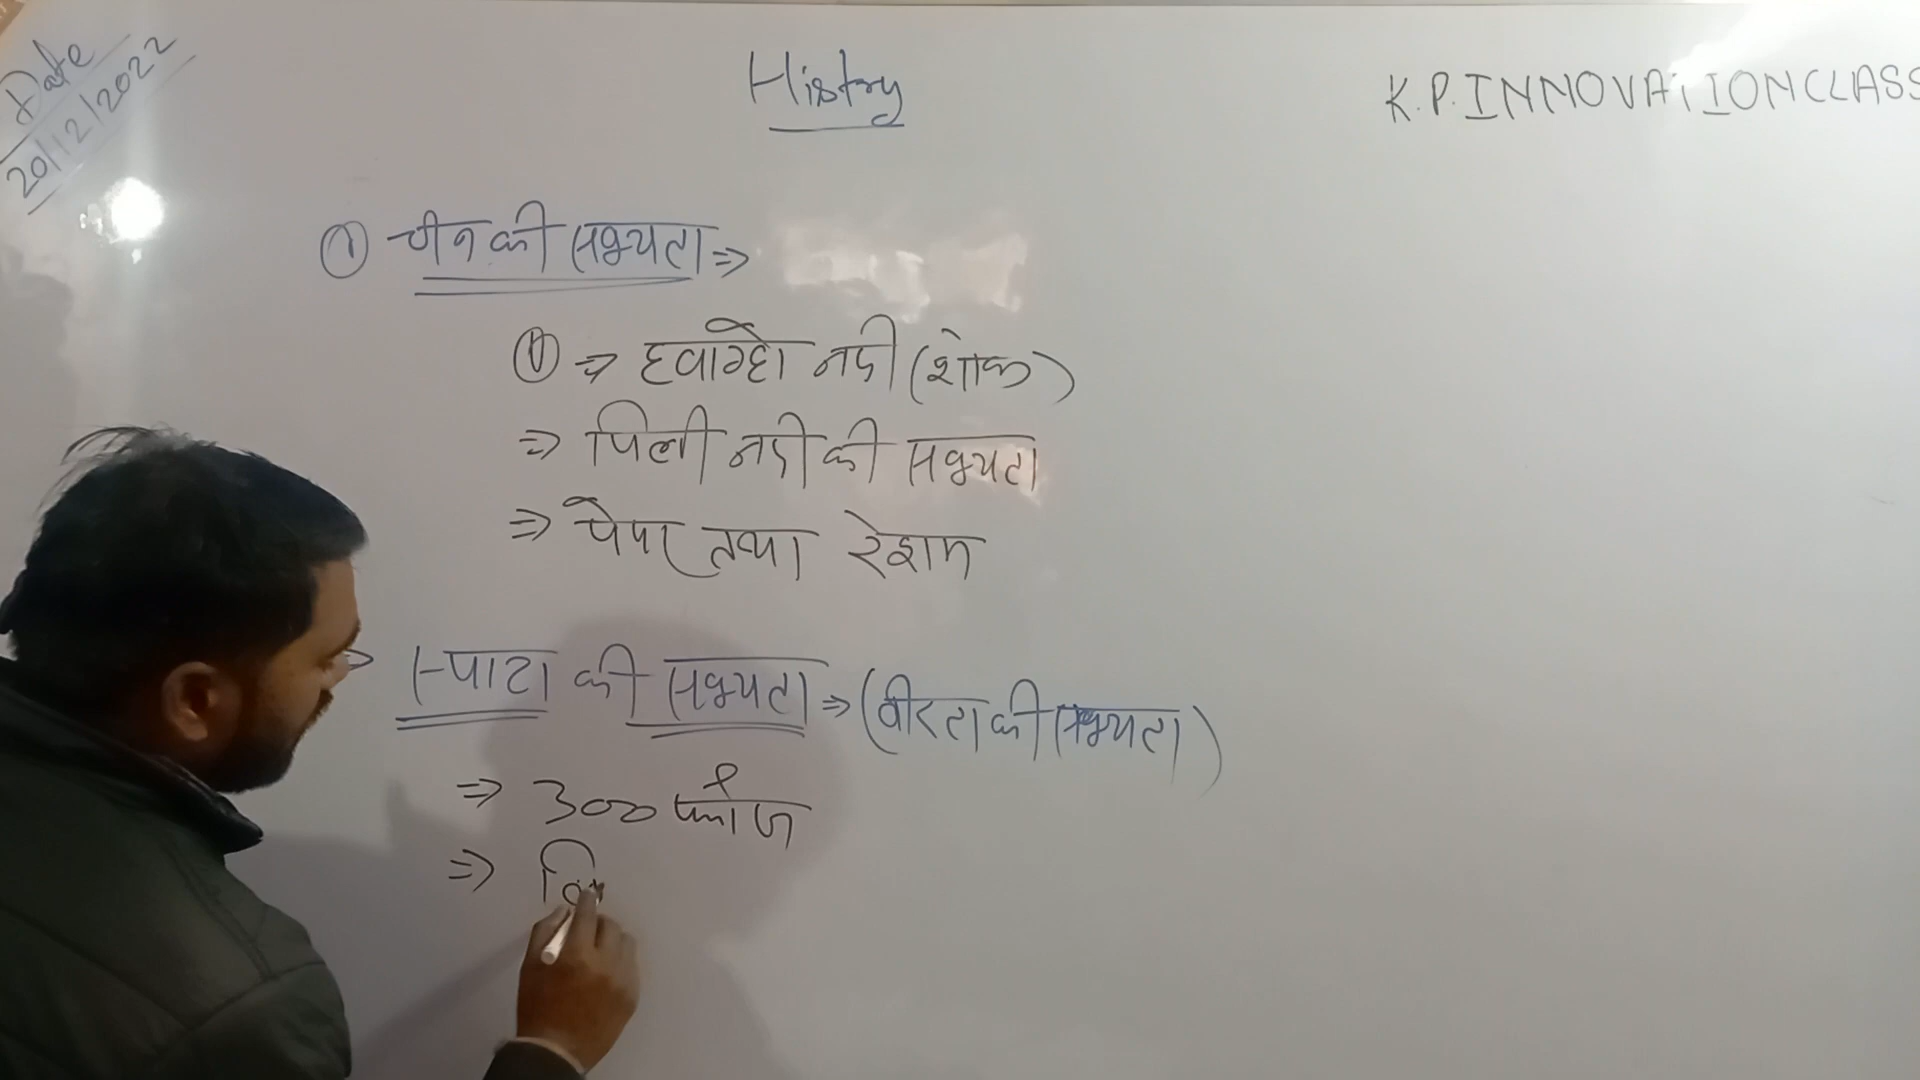 Date
20/12/2022
History
K.P.INNOVATIONCLASS
① चीन की सभ्यता ⇒
① ⇒ हवांग्हो नदी (शोक)
⇒ पिली नदी की सभ्यता
⇒ पेपर तथा रेशम
⇒ स्पाटा की सभ्यता ⇒ (वीरता की सभ्यता)
⇒ 300 फौज
⇒